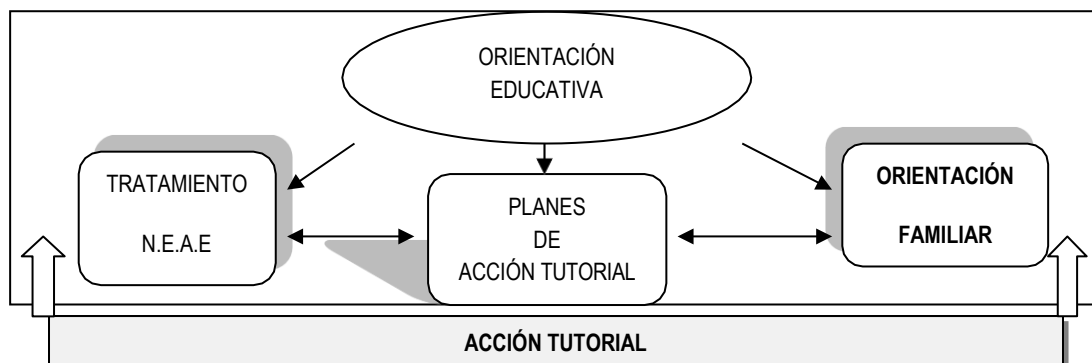 ORIENTACIÓN
EDUCATIVA
TRATAMIENTO
N.E.A.E
PLANES
DE
ACCIÓN TUTORIAL
ORIENTACIÓN
FAMILIAR
ACCIÓN TUTORIAL